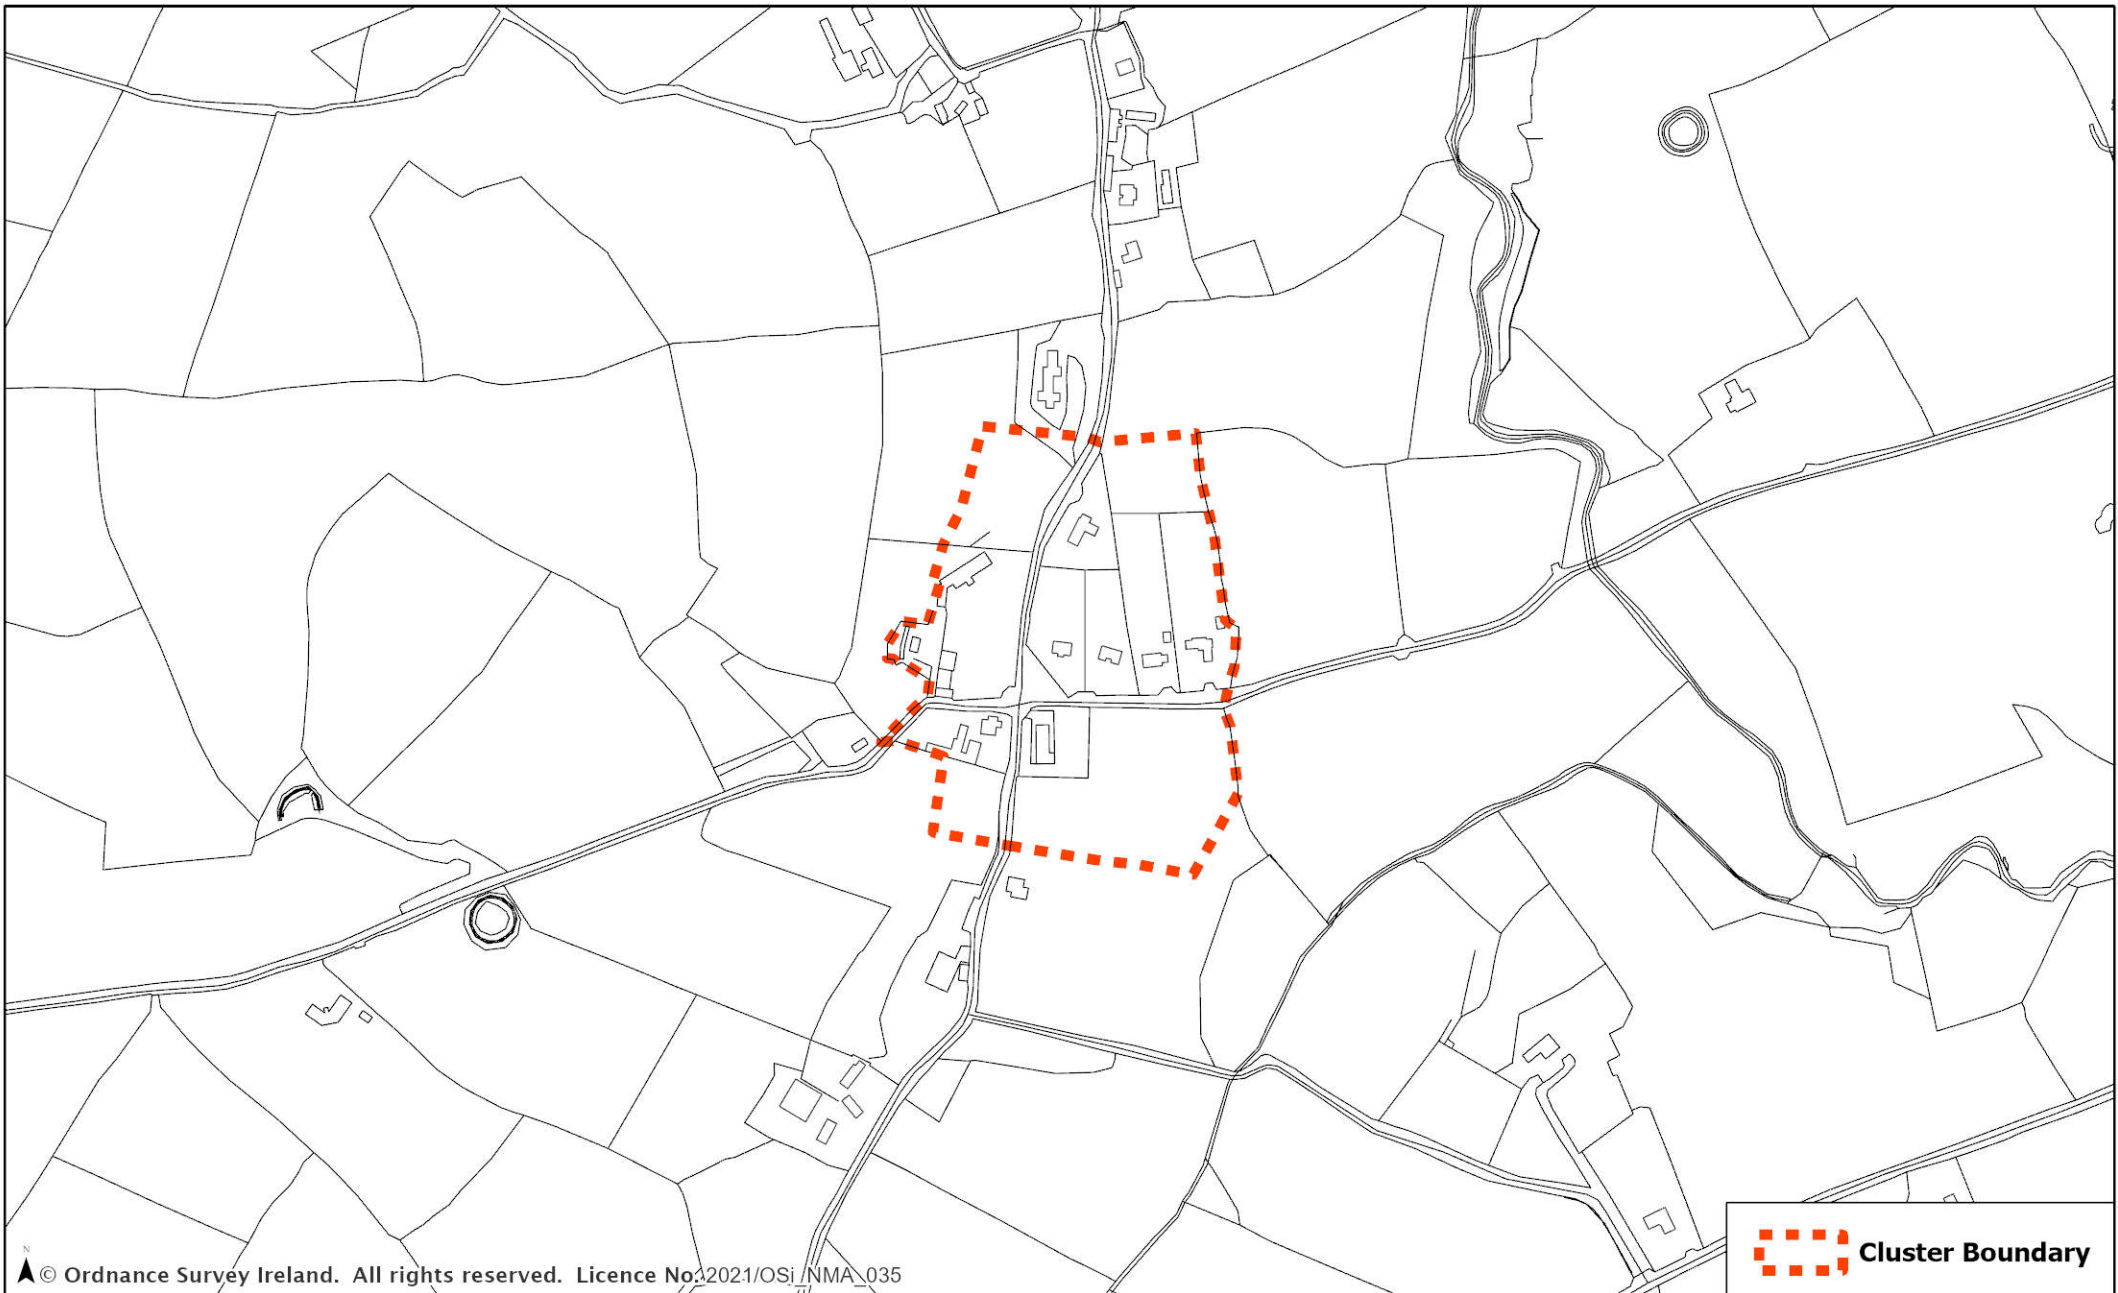 Cluster Boundary
N
© Ordnance Survey Ireland. All rights reserved. Licence No. 2021/OSi_NMA_035